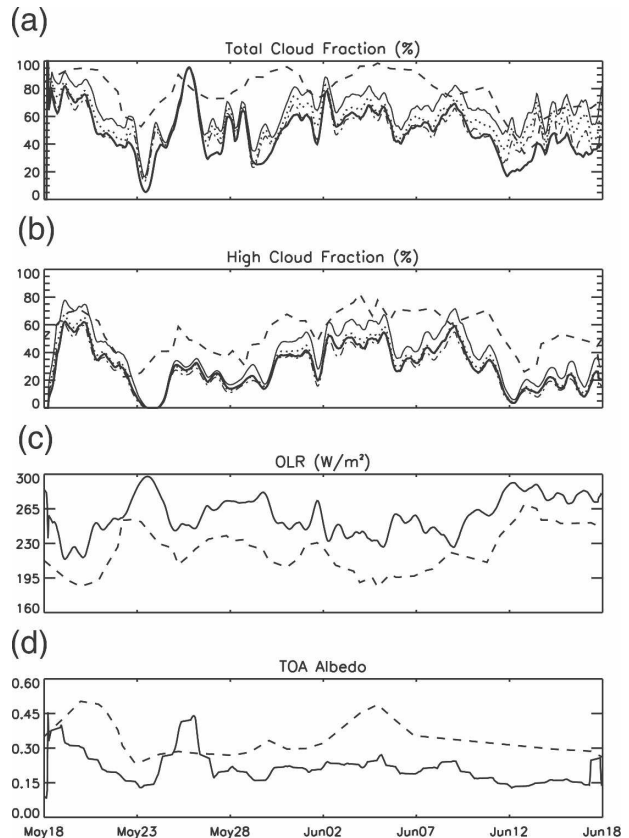 (a)
Total Cloud Fraction (%)
100
80
60
40
20
0
(b)
High Cloud Fraction (%)
100
80
60
40
20
0
(c)
OLR (W/m²)
300
265
230
195
160
(d)
TOA Albedo
0.60
0.45
0.30
0.15
0.00
May18 May23 May28 Jun02 Jun07 Jun12 Jun18